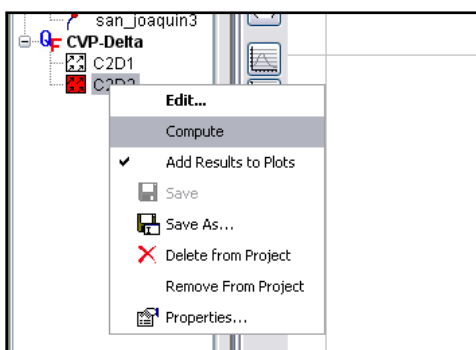 san_joaquin3
CVP-Delta
C2D1
Edit...
Compute
Add Results to Plots
Save
Save As...
Delete from Project
Remove From Project
Properties...